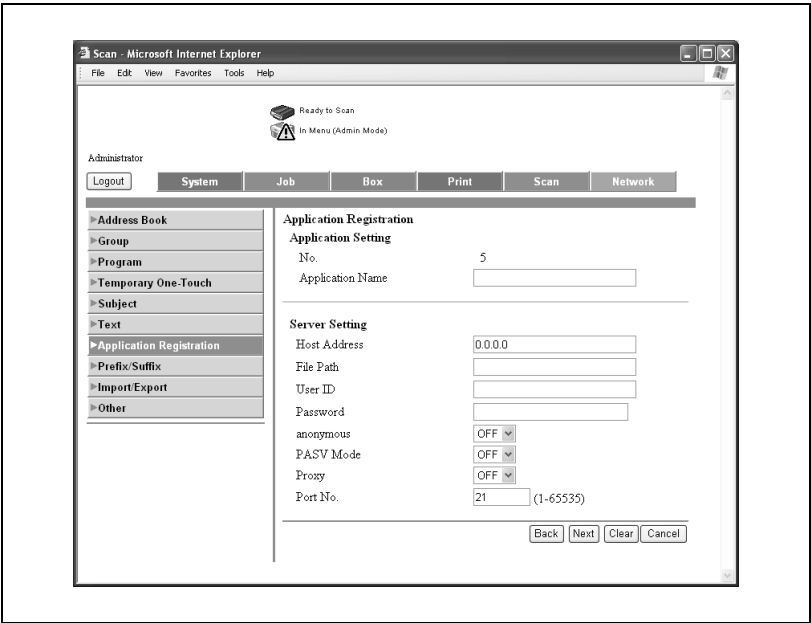 Scan - Microsoft Internet Explorer
File Edit View Favorites Tools Help
Ready to Scan
In Menu (Admin Mode)
Administrator
Logout System Job Box Print Scan Network
Address Book
Group
Program
Temporary One-Touch
Subject
Text
Application Registration
Prefix/Suffix
Import/Export
Other
Application Registration
Application Setting
No. 5
Application Name
Server Setting
Host Address 0.0.0.0
File Path
User ID
Password
anonymous OFF
PASV Mode OFF
Proxy OFF
Port No. 21 (1-65535)
Back Next Clear Cancel